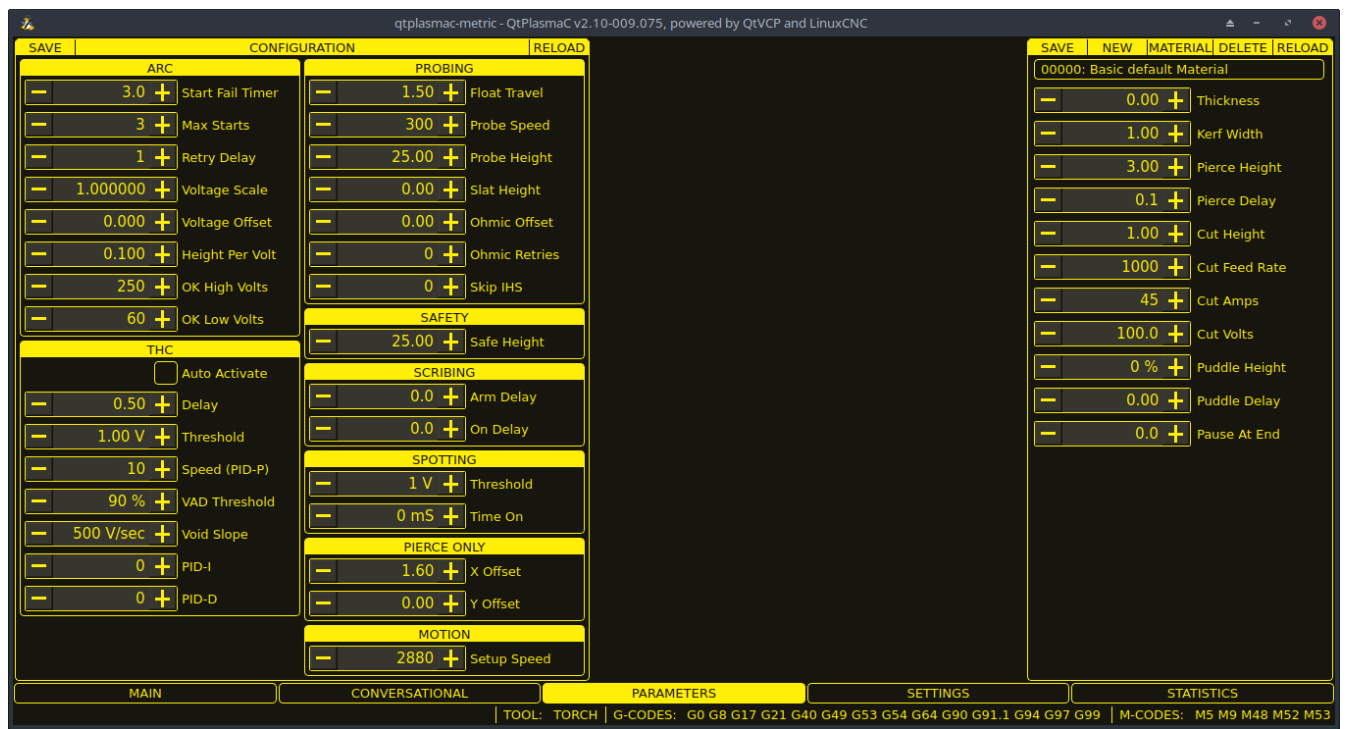 qtplasmac-metric - QtPlasmaC v2.10-009.075, powered by QtVCP and LinuxCNC
SAVE CONFIGURATION RELOAD
ARC
3.0 Start Fail Timer
3 Max Starts
1 Retry Delay
1.000000 Voltage Scale
0.000 Voltage Offset
0.100 Height Per Volt
250 OK High Volts
60 OK Low Volts
THC
Auto Activate
0.50 Delay
1.00 V Threshold
10 Speed (PID-P)
90 % VAD Threshold
500 V/sec Void Slope
0 PID-I
0 PID-D
PROBING
1.50 Float Travel
300 Probe Speed
25.00 Probe Height
0.00 Slat Height
0.00 Ohmic Offset
0 Ohmic Retries
0 Skip IHS
SAFETY
25.00 Safe Height
SCRIBING
0.0 Arm Delay
0.0 On Delay
SPOTTING
1 V Threshold
0 mS Time On
PIERCE ONLY
1.60 X Offset
0.00 Y Offset
MOTION
2880 Setup Speed
SAVE NEW MATERIAL DELETE RELOAD
00000: Basic default Material
0.00 Thickness
1.00 Kerf Width
3.00 Pierce Height
0.1 Pierce Delay
1.00 Cut Height
1000 Cut Feed Rate
45 Cut Amps
100.0 Cut Volts
0 % Puddle Height
0.00 Puddle Delay
0.0 Pause At End
MAIN CONVERSATIONAL PARAMETERS SETTINGS STATISTICS
TOOL: TORCH G-CODES: G0 G8 G17 G21 G40 G49 G53 G54 G64 G90 G91.1 G94 G97 G99 M-CODES: M5 M9 M48 M52 M53